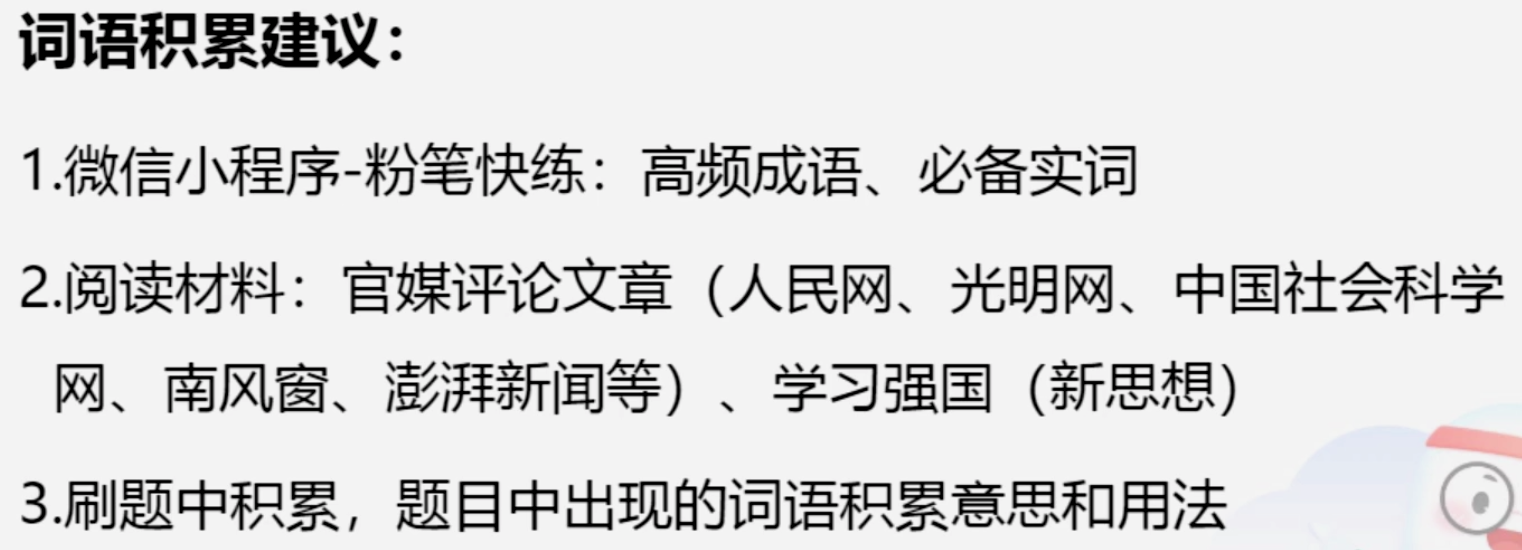 词语积累建议：
1.微信小程序-粉笔快练：高频成语、必备实词
2.阅读材料：官媒评论文章（人民网、光明网、中国社会科学
网、南风窗、澎湃新闻等）、学习强国（新思想）
3.刷题中积累，题目中出现的词语积累意思和用法